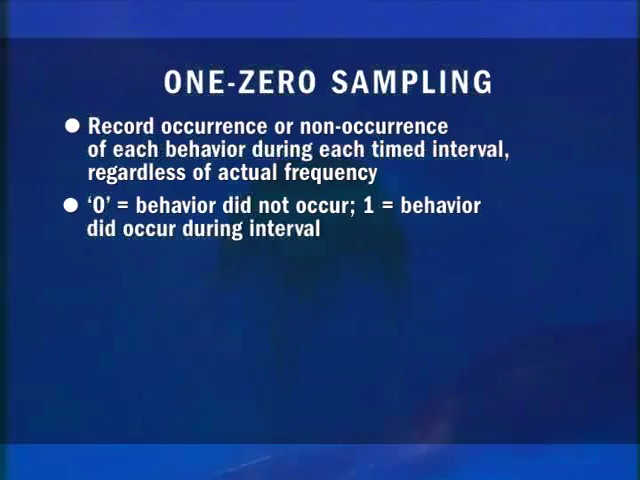 ONE-ZERO SAMPLING
● Record occurrence or non-occurrence
of each behavior during each timed interval,
regardless of actual frequency
● ‘0’ = behavior did not occur; 1 = behavior
did occur during interval